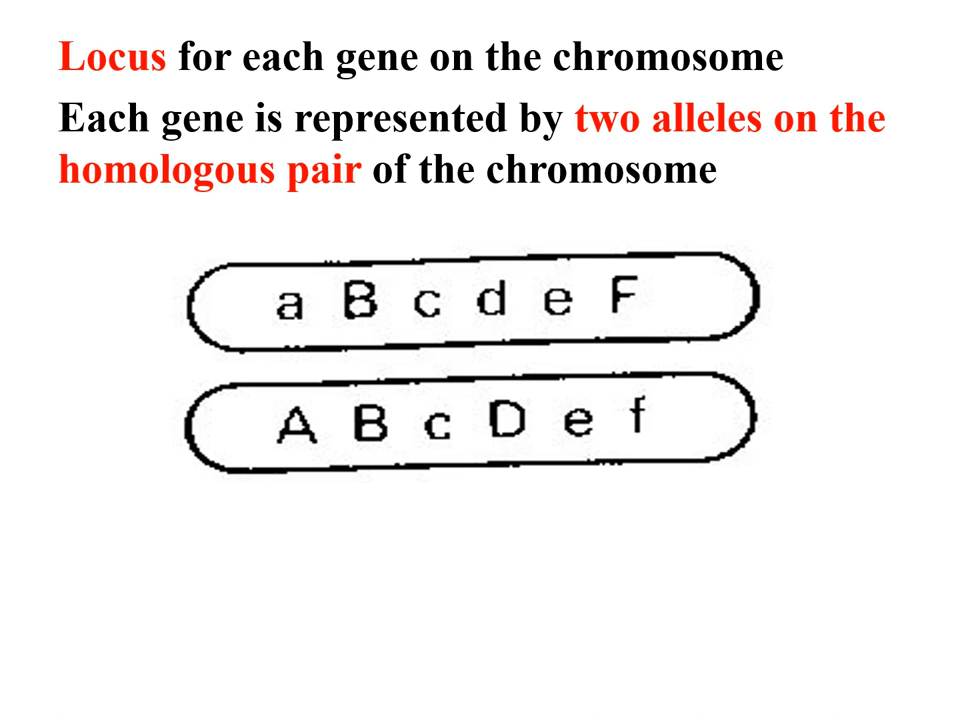 Locus for each gene on the chromosome
Each gene is represented by two alleles on the
homologous pair of the chromosome
a B c d e F
A B c D e f